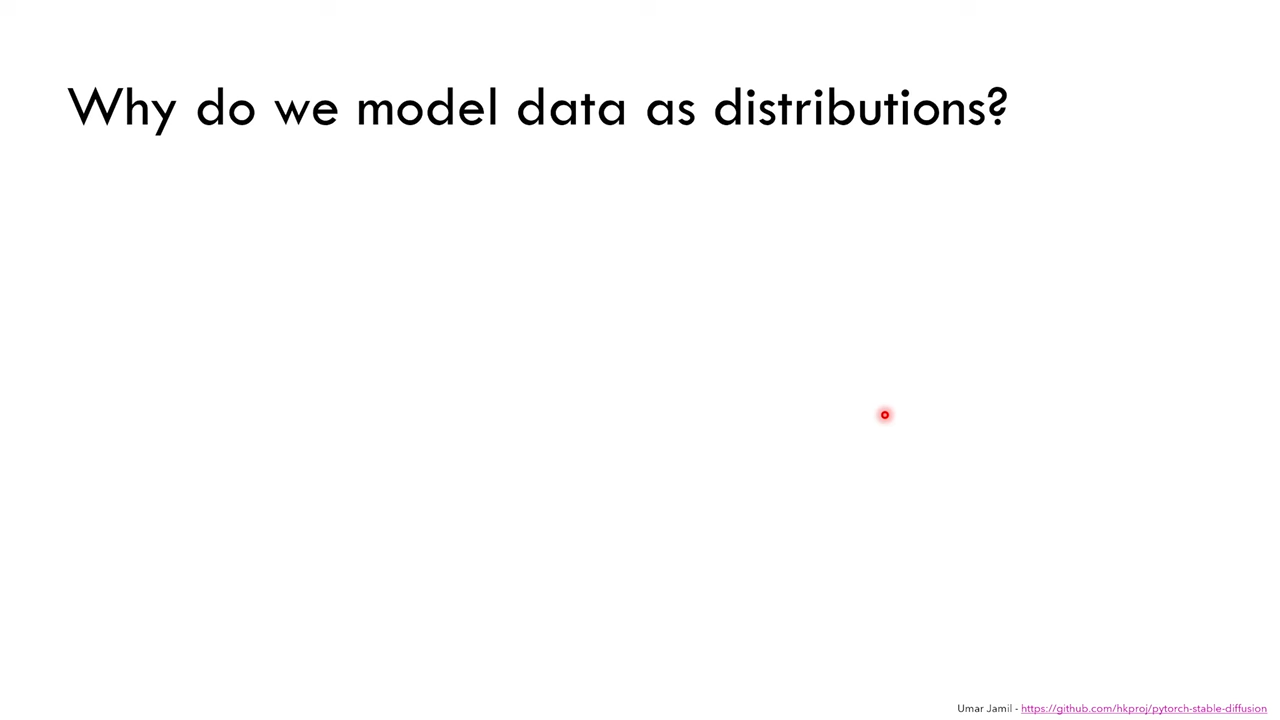 Why do we model data as distributions?
Umar Jamil - https://github.com/hkproj/pytorch-stable-diffusion